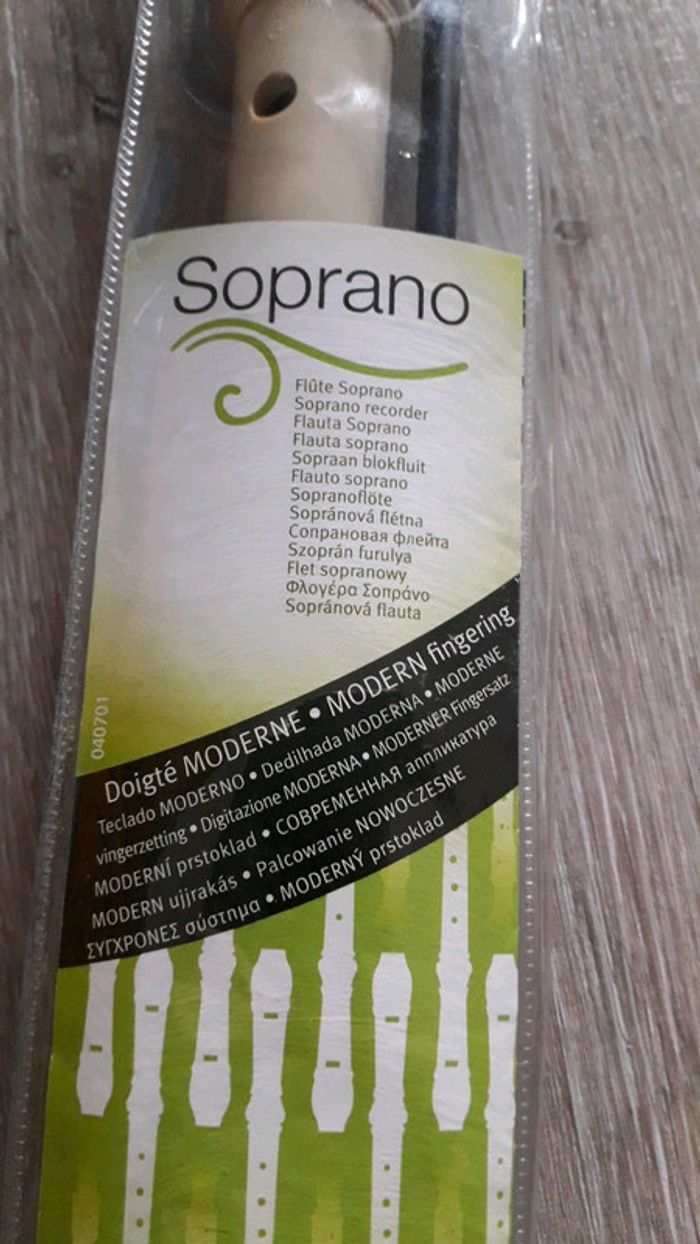 Soprano
Flûte Soprano
Soprano recorder
Flauta Soprano
Flauta soprano
Sopraan blokfluit
Flauto soprano
Sopranoflöte
Sopránová flétna
Сопрановая флейта
Szoprán furulya
Flet sopranowy
Φλογέρα Σοπράνο
Sopránová flauta
040701
Doigté MODERNE • MODERN fingering
Teclado MODERNO • Dedilhada MODERNA • MODERNE
vingerzetting • Digitazione MODERNA • MODERNER Fingersatz
MODERNÍ prstoklad • СОВРЕМЕННАЯ аппликатура
MODERN ujjrakás • Palcowanie NOWOCZESNE
ΣΥΓΧΡΟΝΕΣ σύστημα • MODERNÝ prstoklad